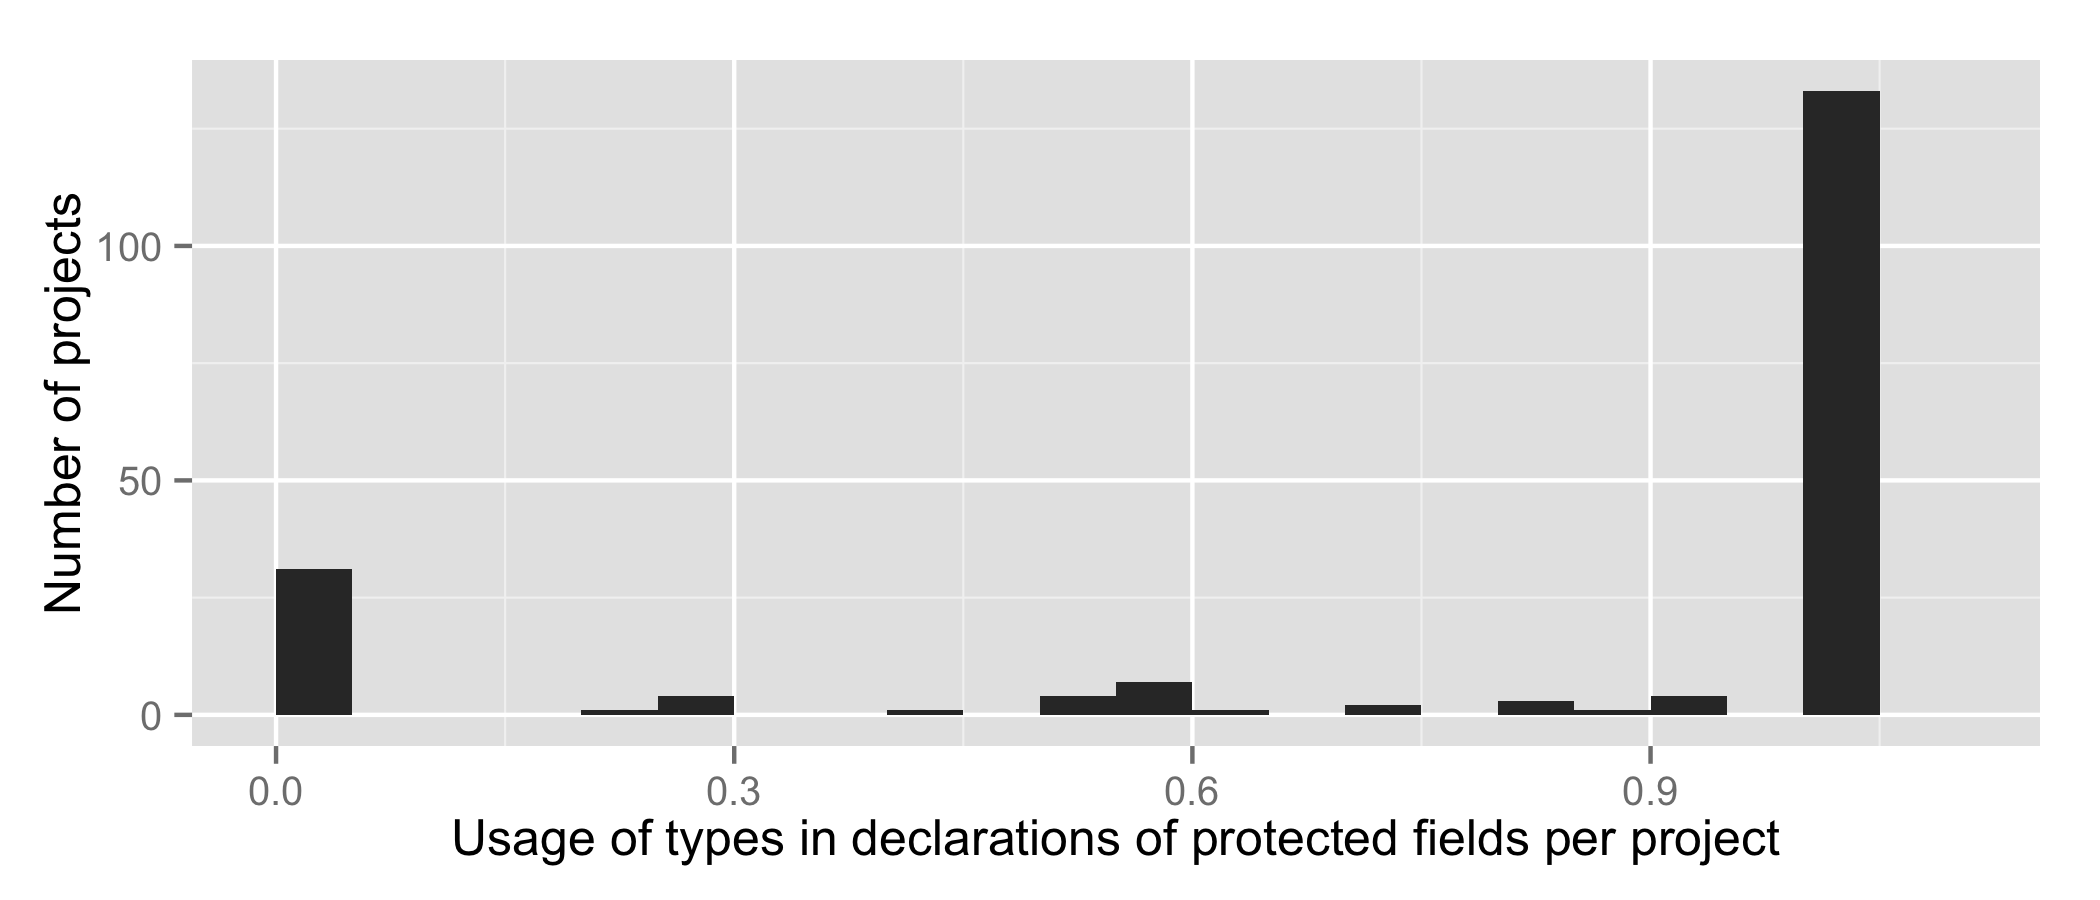 Number of projects
100
50
0
0.0 0.3 0.6 0.9
Usage of types in declarations of protected fields per project